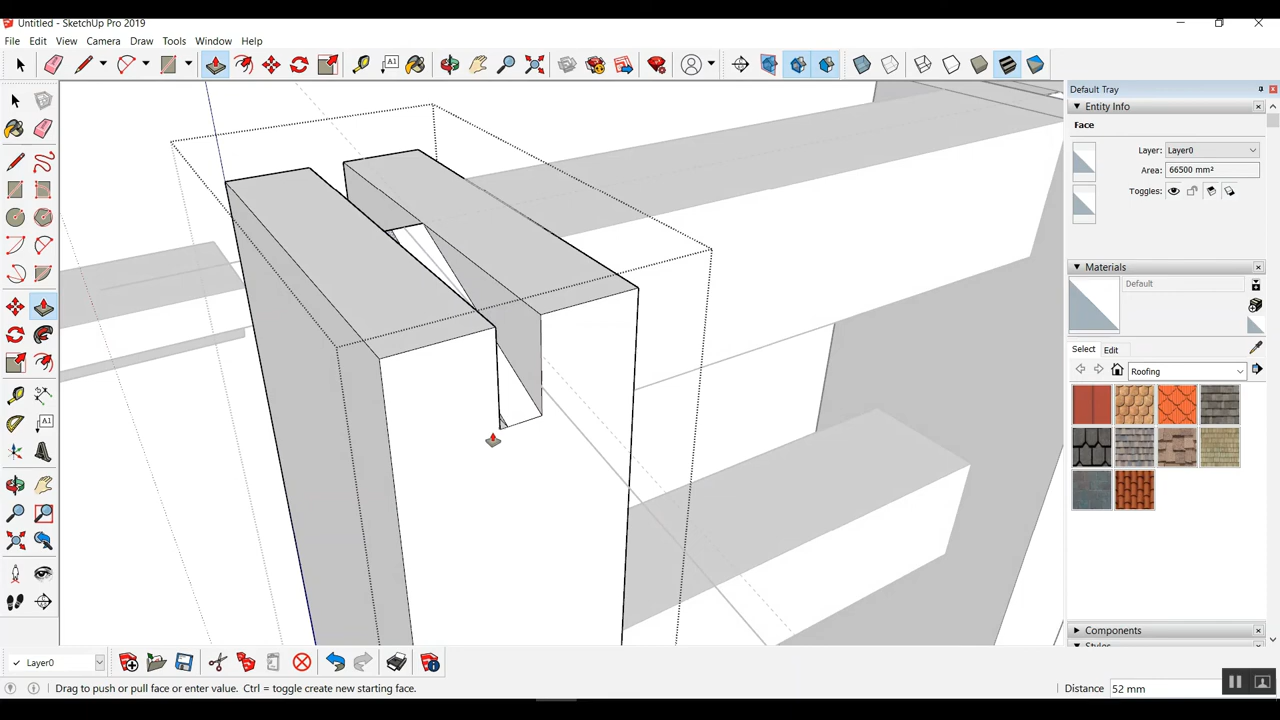 Untitled - SketchUp Pro 2019
File Edit View Camera Draw Tools Window Help
A1
Default Tray
Entity Info
Face
Layer: Layer0
Area: 66500 mm²
Toggles:
Materials
Default
Select Edit
Roofing
A1
Components
Layer0
Drag to push or pull face or enter value. Ctrl = toggle create new starting face.
Distance 52 mm